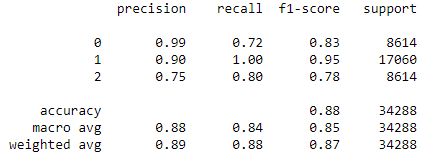 precision recall f1-score support
0 0.99 0.72 0.83 8614
1 0.90 1.00 0.95 17060
2 0.75 0.80 0.78 8614
accuracy 0.88 34288
macro avg 0.88 0.84 0.85 34288
weighted avg 0.89 0.88 0.87 34288